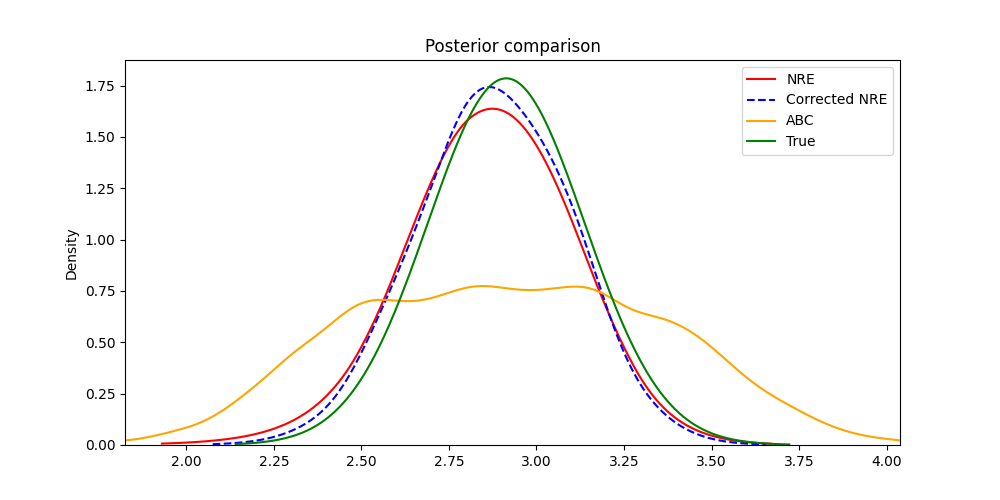 Posterior comparison
NRE
Corrected NRE
ABC
True
Density
1.75
1.50
1.25
1.00
0.75
0.50
0.25
0.00
2.00 2.25 2.50 2.75 3.00 3.25 3.50 3.75 4.00